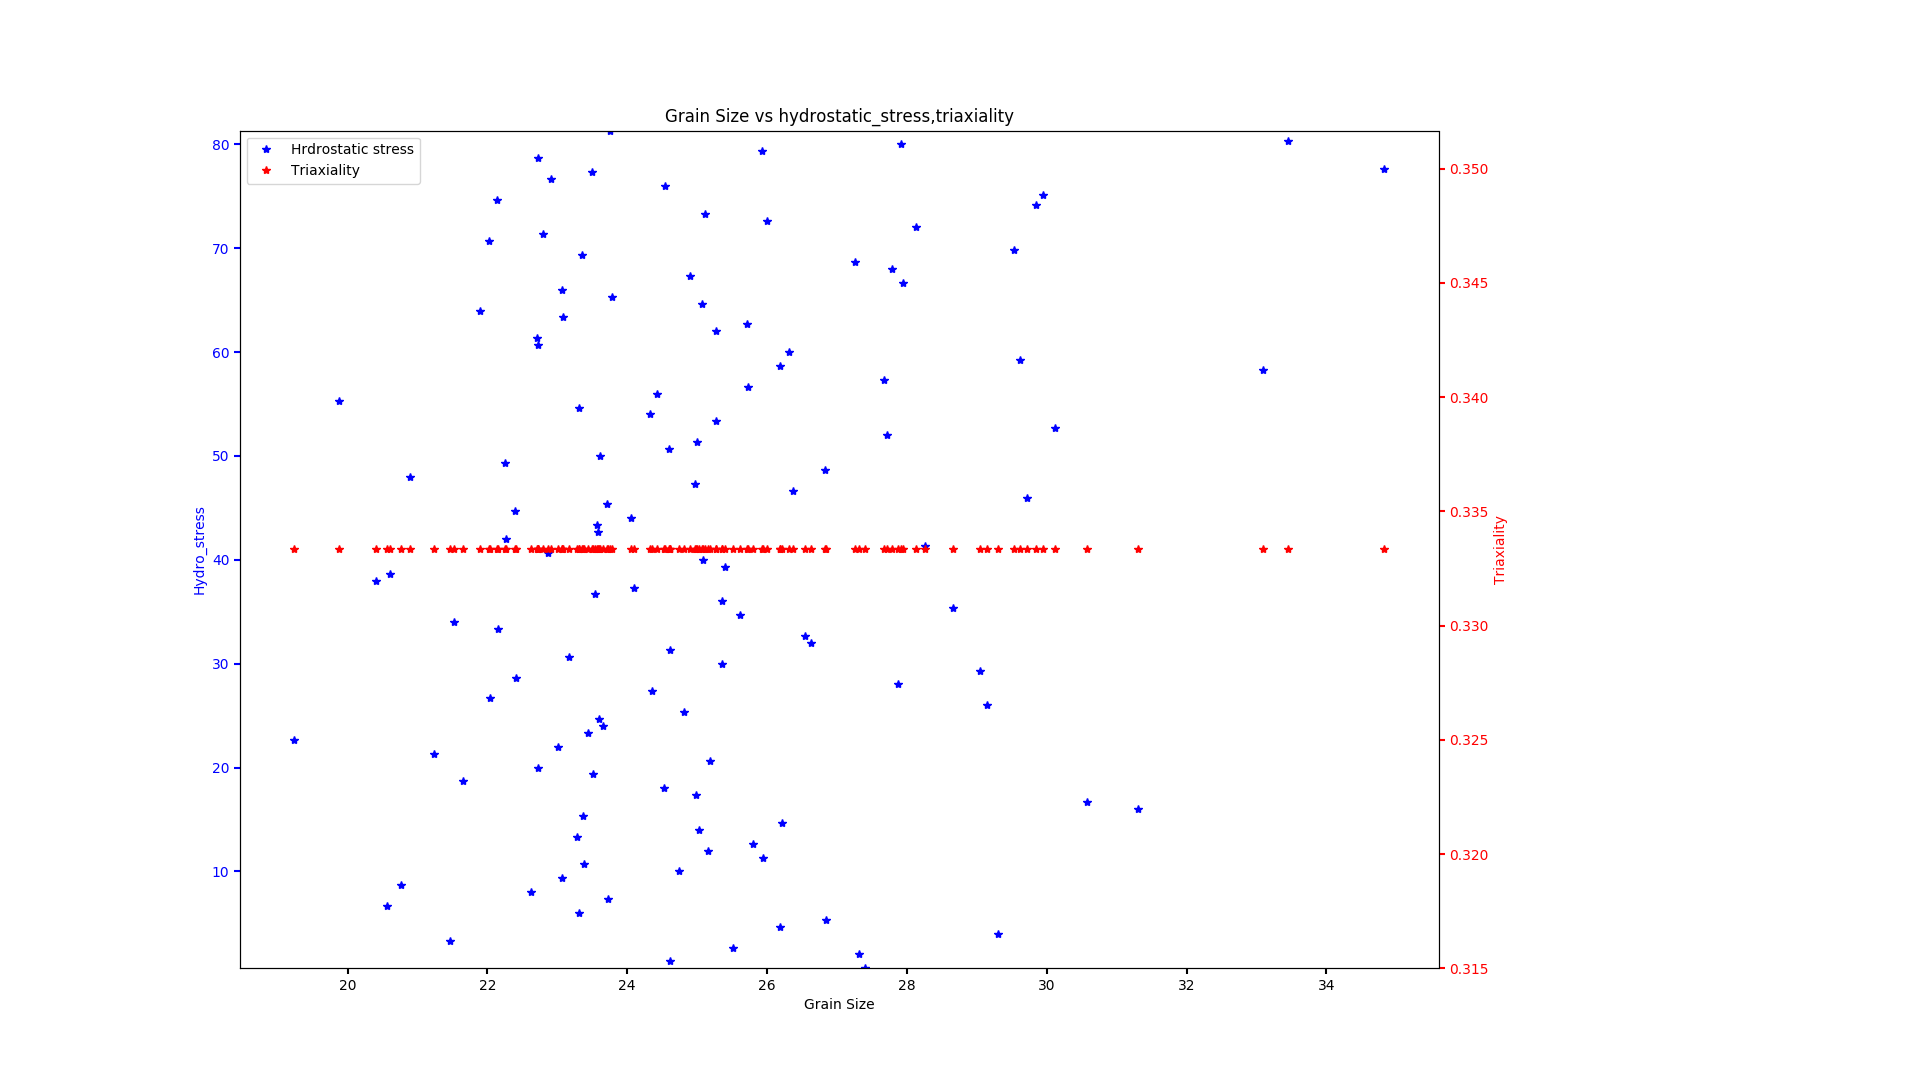 Grain Size vs hydrostatic_stress,triaxiality
Hrdrostatic stress
Triaxiality
80
70
60
50
40
30
20
10
Hydro_stress
0.350
0.345
0.340
0.335
0.330
0.325
0.320
0.315
Triaxiality
20 22 24 26 28 30 32 34
Grain Size